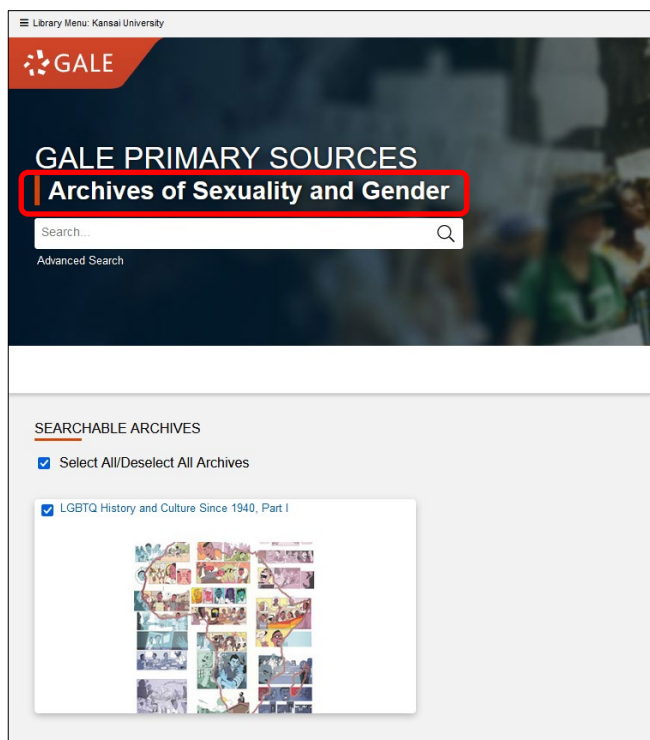 Library Menu: Kansai University
GALE
GALE PRIMARY SOURCES
Archives of Sexuality and Gender
Search...
Advanced Search
SEARCHABLE ARCHIVES
Select All/Deselect All Archives
LGBTQ History and Culture Since 1940, Part I